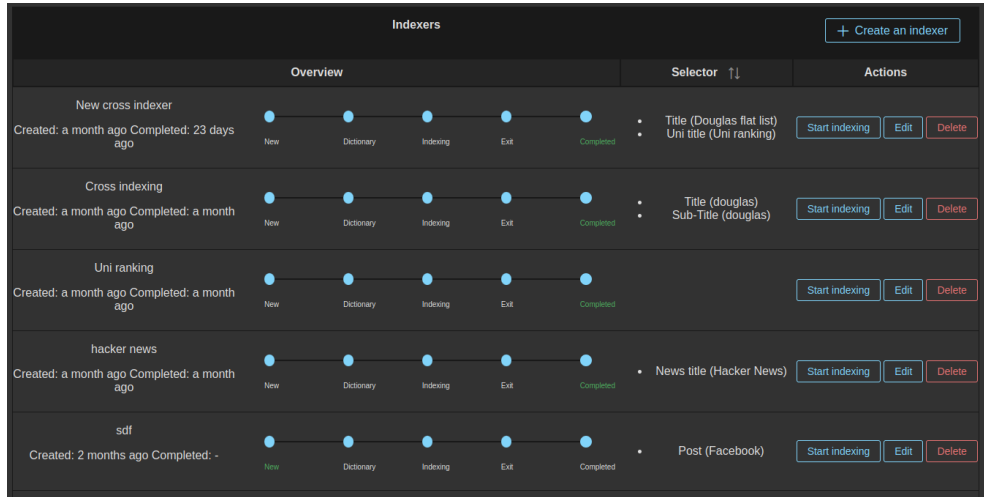 Indexers
+ Create an indexer
Overview
Selector
Actions
New cross indexer
Created: a month ago Completed: 23 days
ago
New
Dictionary
Indexing
Exit
Completed
• Title (Douglas flat list)
• Uni title (Uni ranking)
Start indexing
Edit
Delete
Cross indexing
Created: a month ago Completed: a month
ago
New
Dictionary
Indexing
Exit
Completed
• Title (douglas)
• Sub-Title (douglas)
Start indexing
Edit
Delete
Uni ranking
Created: a month ago Completed: a month
ago
New
Dictionary
Indexing
Exit
Completed
Start indexing
Edit
Delete
hacker news
Created: a month ago Completed: a month
ago
New
Dictionary
Indexing
Exit
Completed
• News title (Hacker News)
Start indexing
Edit
Delete
sdf
Created: 2 months ago Completed: -
New
Dictionary
Indexing
Exit
Completed
• Post (Facebook)
Start indexing
Edit
Delete